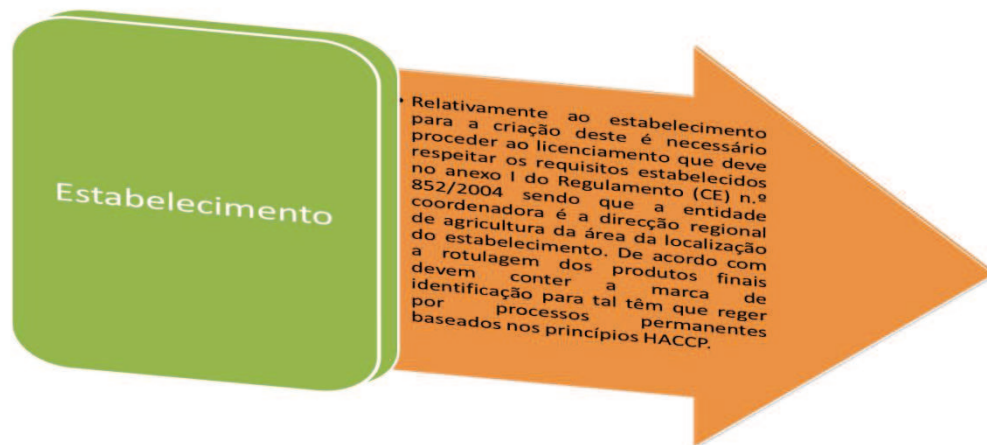 Estabelecimento
• Relativamente ao estabelecimento
para a criação deste é necessário
proceder ao licenciamento que deve
respeitar os requisitos estabelecidos
no anexo I do Regulamento (CE) n.º
852/2004 sendo que a entidade
coordenadora é a direcção regional
de agricultura da área da localização
do estabelecimento. De acordo com
a rotulagem dos produtos finais
devem conter a marca de
identificação para tal têm que reger
por processos permanentes
baseados nos princípios HACCP.